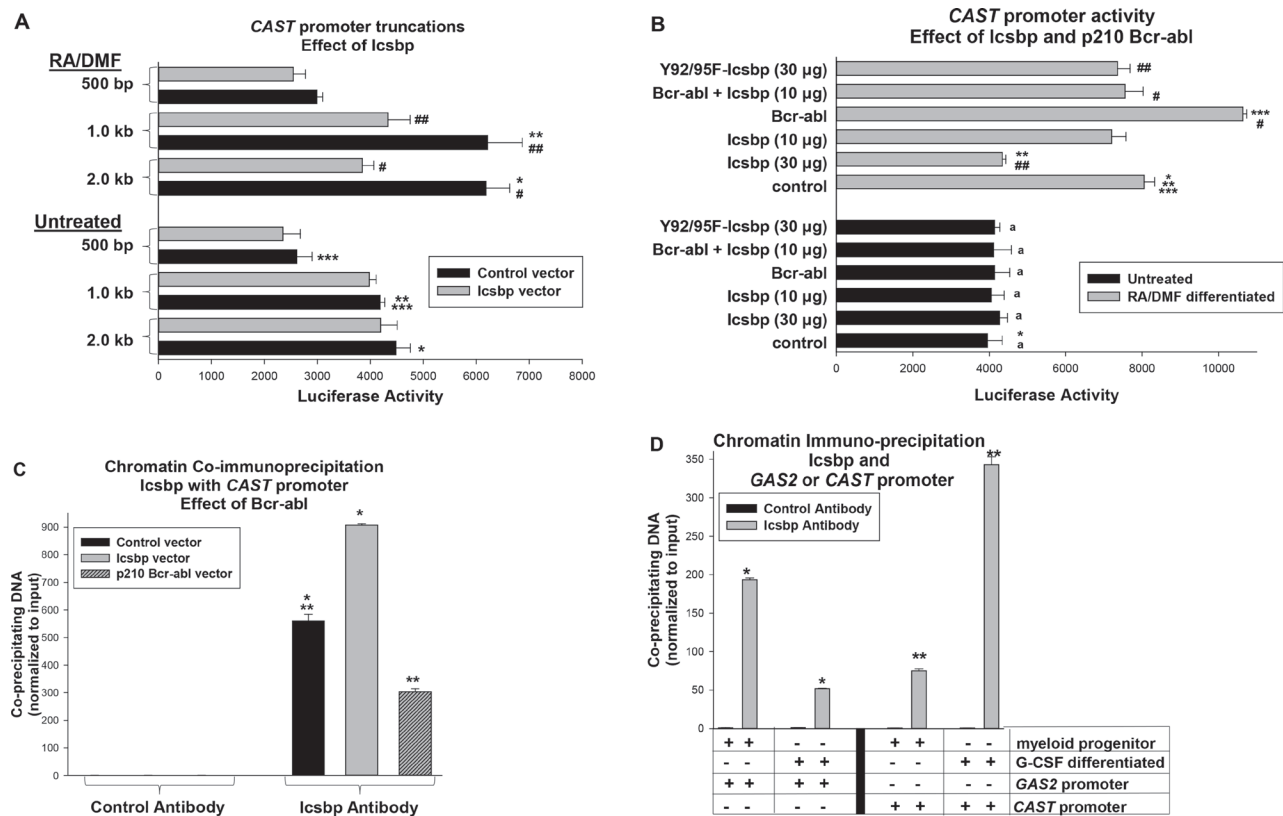 A
CAST promoter truncations
Effect of Icsbp
RA/DMF
500 bp
1.0 kb
##
**
##
2.0 kb
#
*
#
Untreated
500 bp
***
1.0 kb
**
***
2.0 kb
*
Control vector
Icsbp vector
0 1000 2000 3000 4000 5000 6000 7000 8000
Luciferase Activity
B
CAST promoter activity
Effect of Icsbp and p210 Bcr-abl
Y92/95F-Icsbp (30 µg) ##
Bcr-abl + Icsbp (10 µg) #
Bcr-abl ***
#
Icsbp (10 µg)
Icsbp (30 µg) **
##
control *
**
***
Y92/95F-Icsbp (30 µg) a
Bcr-abl + Icsbp (10 µg) a
Bcr-abl a
Icsbp (10 µg) a
Icsbp (30 µg) a
control *
a
Untreated
RA/DMF differentiated
0 2000 4000 6000 8000 10000
Luciferase Activity
C
Chromatin Co-immunoprecipitation
Icsbp with CAST promoter
Effect of Bcr-abl
Control vector
Icsbp vector
p210 Bcr-abl vector
Co-precipitating DNA
(normalized to input)
900
800
700
600
500
400
300
200
100
0
*
**
*
**
Control Antibody
Icsbp Antibody
D
Chromatin Immuno-precipitation
Icsbp and
GAS2 or CAST promoter
Control Antibody
Icsbp Antibody
Co-precipitating DNA
(normalized to input)
350
300
250
200
150
100
50
0
*
*
**
**
+ + - - + + - - myeloid progenitor
- - + + - - + + G-CSF differentiated
+ + + + - - - - GAS2 promoter
- - - - + + + + CAST promoter